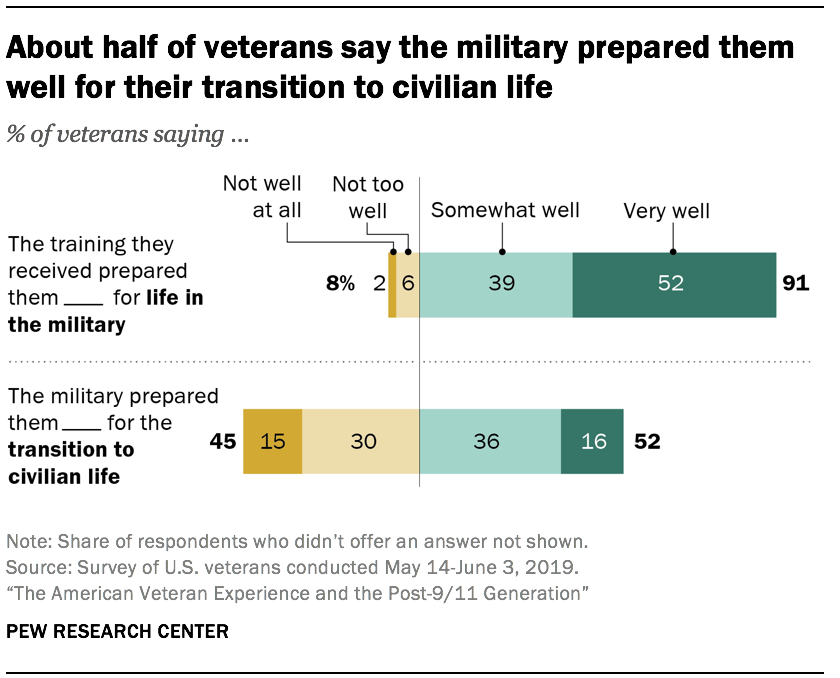 About half of veterans say the military prepared them
well for their transition to civilian life
% of veterans saying ...
Not well
at all
Not too
well
Somewhat well
Very well
The training they
received prepared
them ____ for life in
the military
8% 2 6 39 52 91
The military prepared
them ____ for the
transition to
civilian life
45 15 30 36 16 52
Note: Share of respondents who didn’t offer an answer not shown.
Source: Survey of U.S. veterans conducted May 14-June 3, 2019.
“The American Veteran Experience and the Post-9/11 Generation”
PEW RESEARCH CENTER